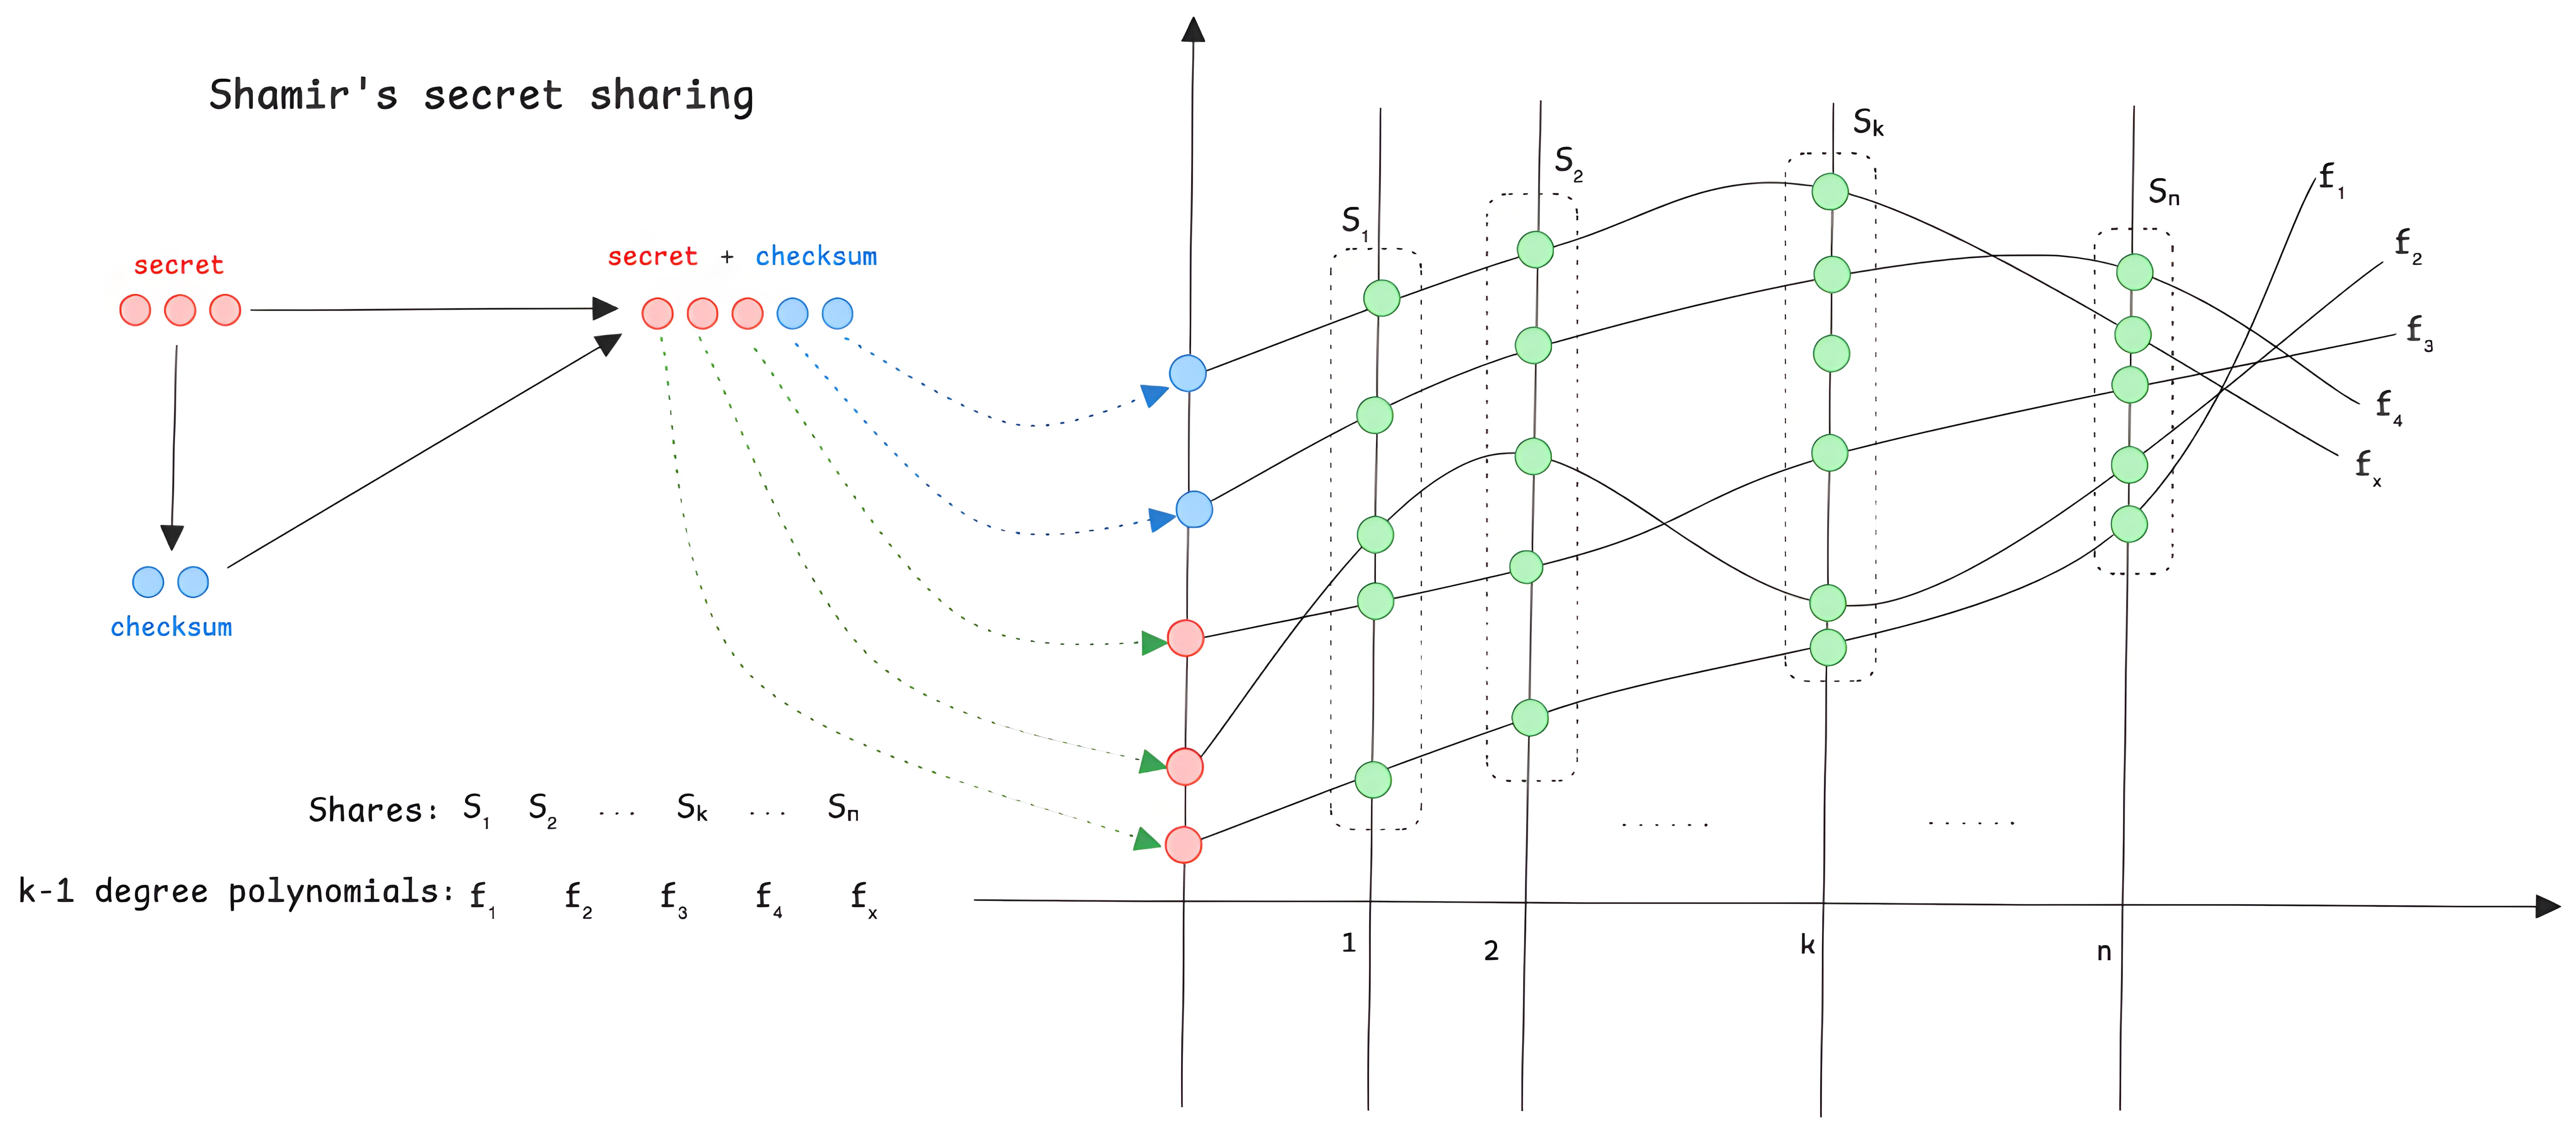 Shamir's secret sharing
secret
secret + checksum
checksum
Shares: S₁ S₂ ... Sₖ ... Sₙ
k-1 degree polynomials: f₁ f₂ f₃ f₄ fₓ
S₁
S₂
Sₖ
Sₙ
f₁
f₂
f₃
f₄
fₓ
......
......
1
2
k
n